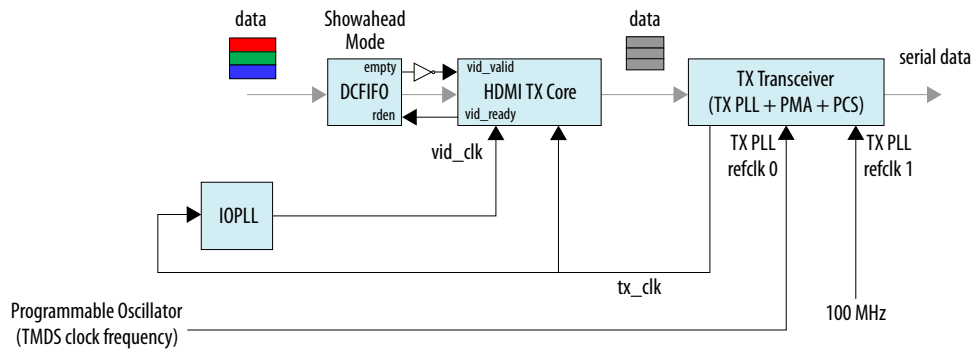 data
Showahead
Mode
data
empty
vid_valid
serial data
DCFIFO
HDMI TX Core
TX Transceiver
(TX PLL + PMA + PCS)
rden
vid_ready
vid_clk
TX PLL
refclk 0
TX PLL
refclk 1
IOPLL
tx_clk
Programmable Oscillator
(TMDS clock frequency)
100 MHz